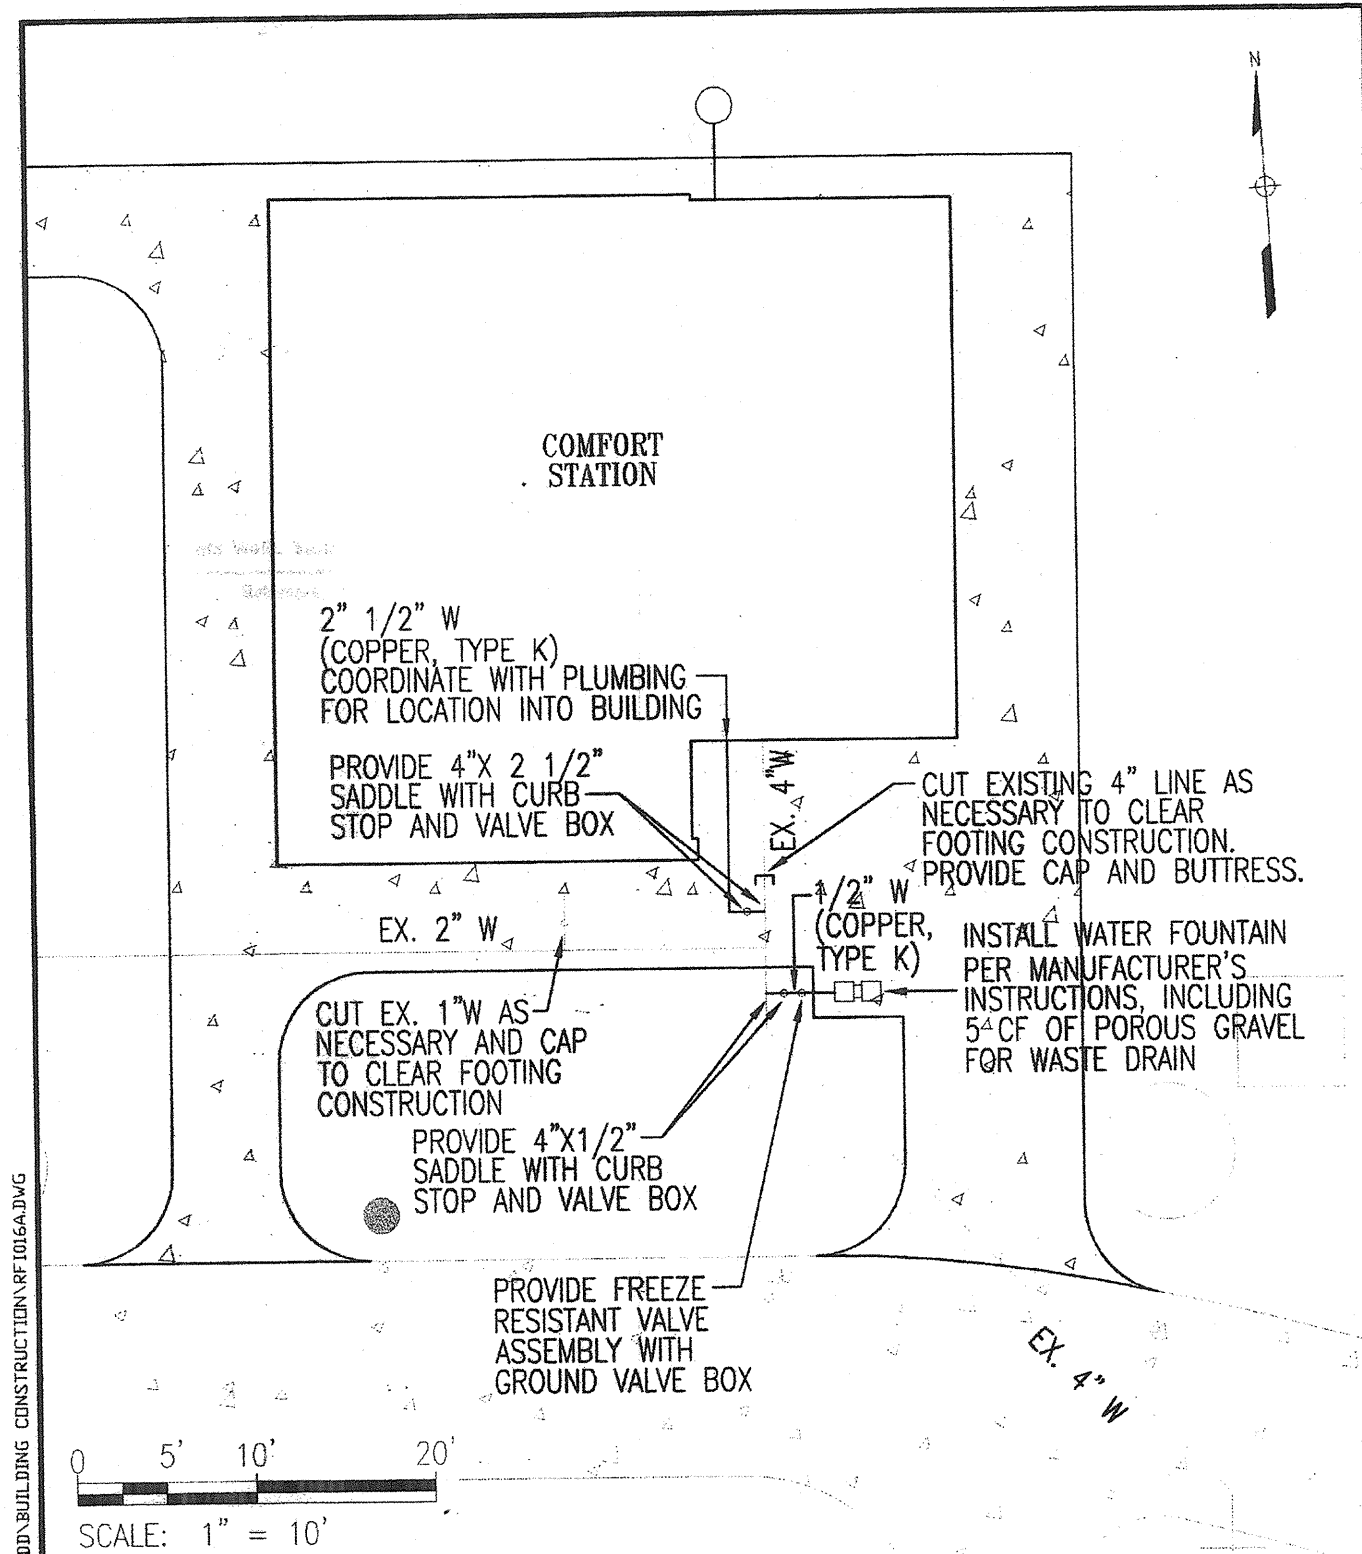 N
COMFORT
STATION
2" 1/2" W
(COPPER, TYPE K)
COORDINATE WITH PLUMBING
FOR LOCATION INTO BUILDING
PROVIDE 4"X 2 1/2"
SADDLE WITH CURB
STOP AND VALVE BOX
EX. 4"W
CUT EXISTING 4" LINE AS
NECESSARY TO CLEAR
FOOTING CONSTRUCTION.
PROVIDE CAP AND BUTTRESS.
EX. 2" W
1/2" W
(COPPER,
TYPE K)
INSTALL WATER FOUNTAIN
PER MANUFACTURER'S
INSTRUCTIONS, INCLUDING
5 CF OF POROUS GRAVEL
FOR WASTE DRAIN
CUT EX. 1"W AS
NECESSARY AND CAP
TO CLEAR FOOTING
CONSTRUCTION
PROVIDE 4"X1/2"
SADDLE WITH CURB
STOP AND VALVE BOX
PROVIDE FREEZE
RESISTANT VALVE
ASSEMBLY WITH
GROUND VALVE BOX
EX. 4" W
0 5' 10' 20'
SCALE: 1" = 10'
DD\BUILDING CONSTRUCTION\RFI016A.DWG